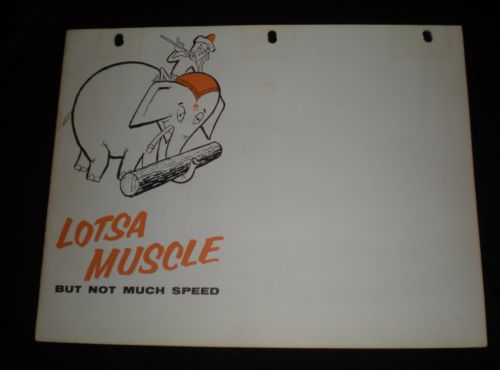 LOTSA
MUSCLE
BUT NOT MUCH SPEED